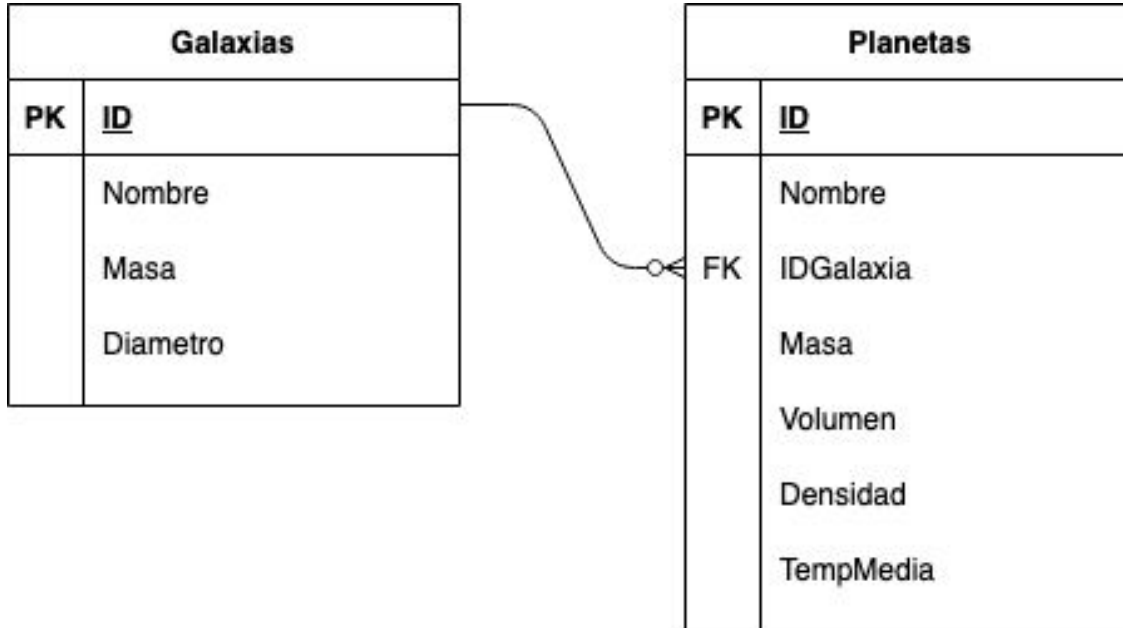 Galaxias
PK ID
Nombre
Masa
Diametro
Planetas
PK ID
Nombre
FK IDGalaxia
Masa
Volumen
Densidad
TempMedia